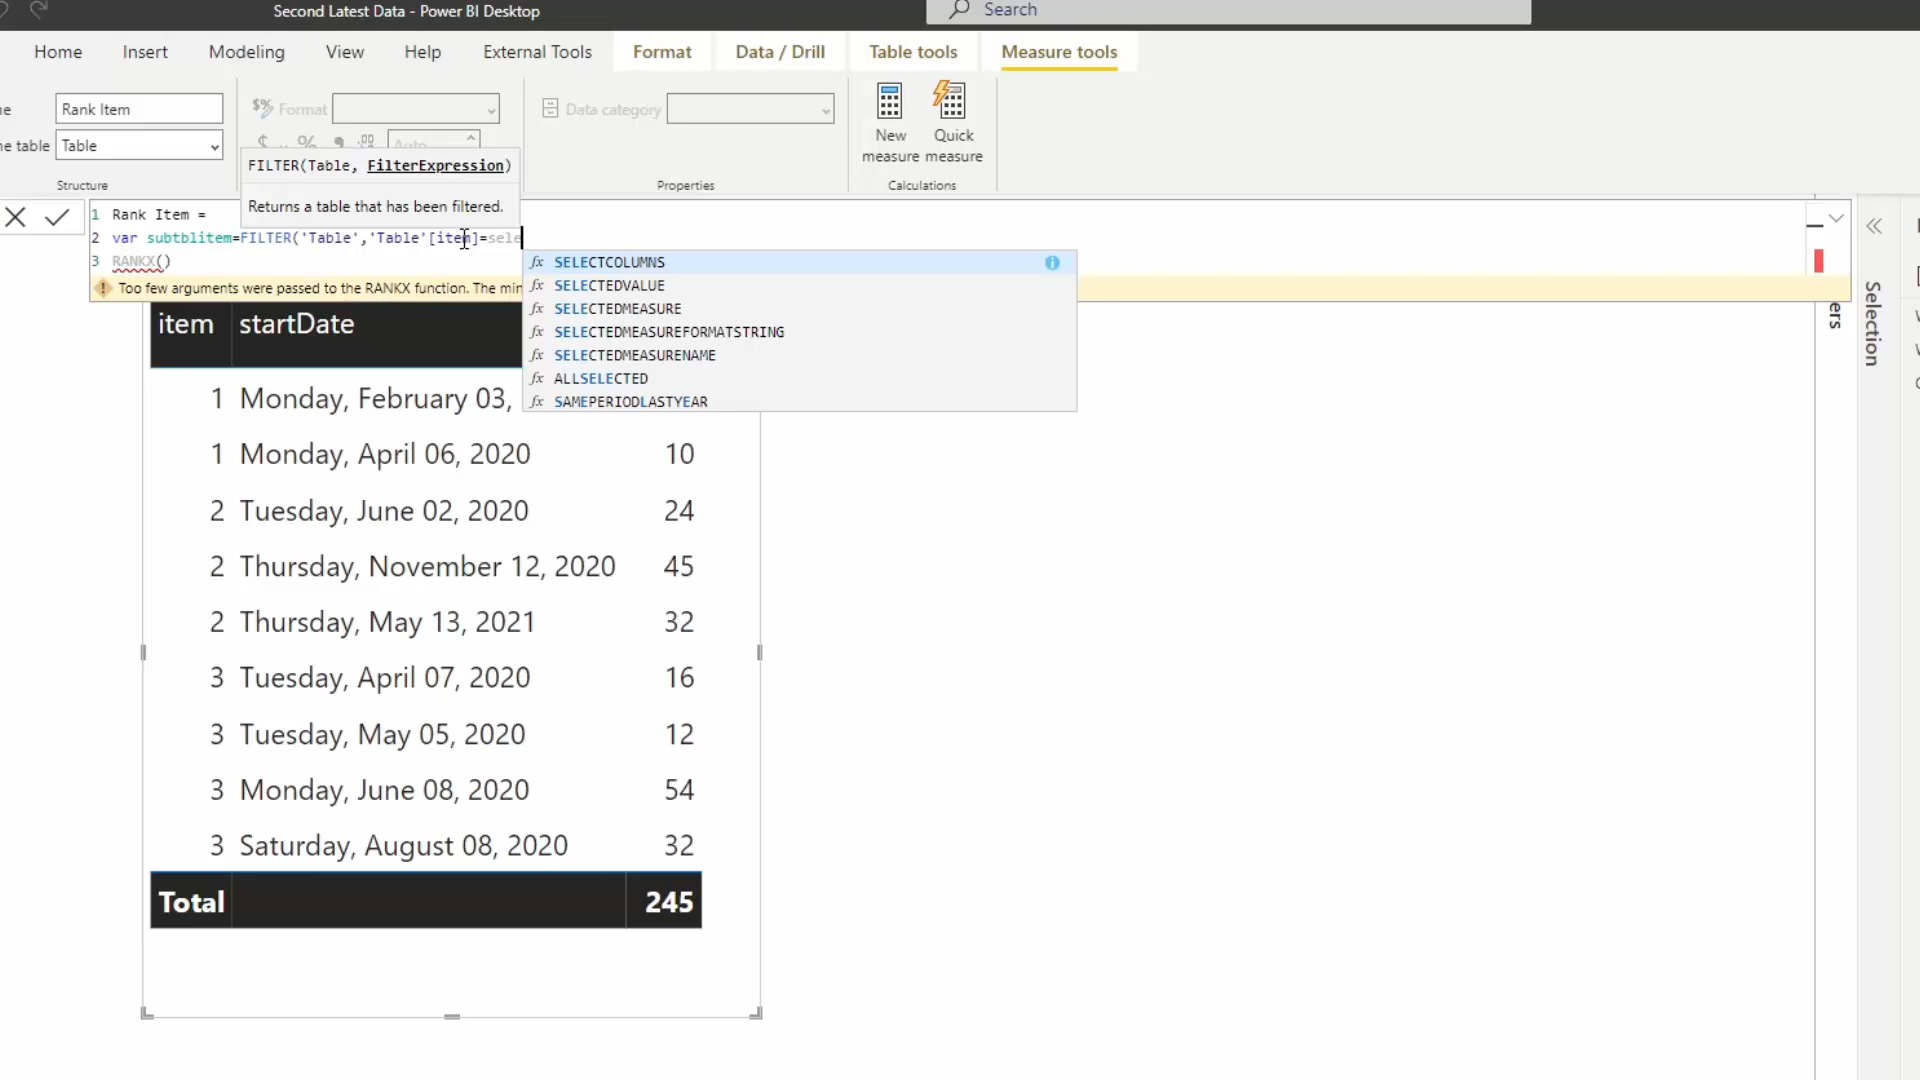 Second Latest Data - Power BI Desktop
Search
Home Insert Modeling View Help External Tools Format Data / Drill Table tools Measure tools
Rank Item
$% Format
Data category
New measure
Quick measure
table Table
$ % Auto
FILTER(Table, FilterExpression)
Returns a table that has been filtered.
Structure
Properties
Calculations
1 Rank Item =
2 var subtblitem=FILTER('Table','Table'[item]=sele
3 RANKX()
Too few arguments were passed to the RANKX function. The min
SELECTCOLUMNS
SELECTEDVALUE
SELECTEDMEASURE
SELECTEDMEASUREFORMATSTRING
SELECTEDMEASURENAME
ALLSELECTED
SAMEPERIODLASTYEAR
item startDate
1 Monday, February 03,
1 Monday, April 06, 2020 10
2 Tuesday, June 02, 2020 24
2 Thursday, November 12, 2020 45
2 Thursday, May 13, 2021 32
3 Tuesday, April 07, 2020 16
3 Tuesday, May 05, 2020 12
3 Monday, June 08, 2020 54
3 Saturday, August 08, 2020 32
Total 245
ers
Selection